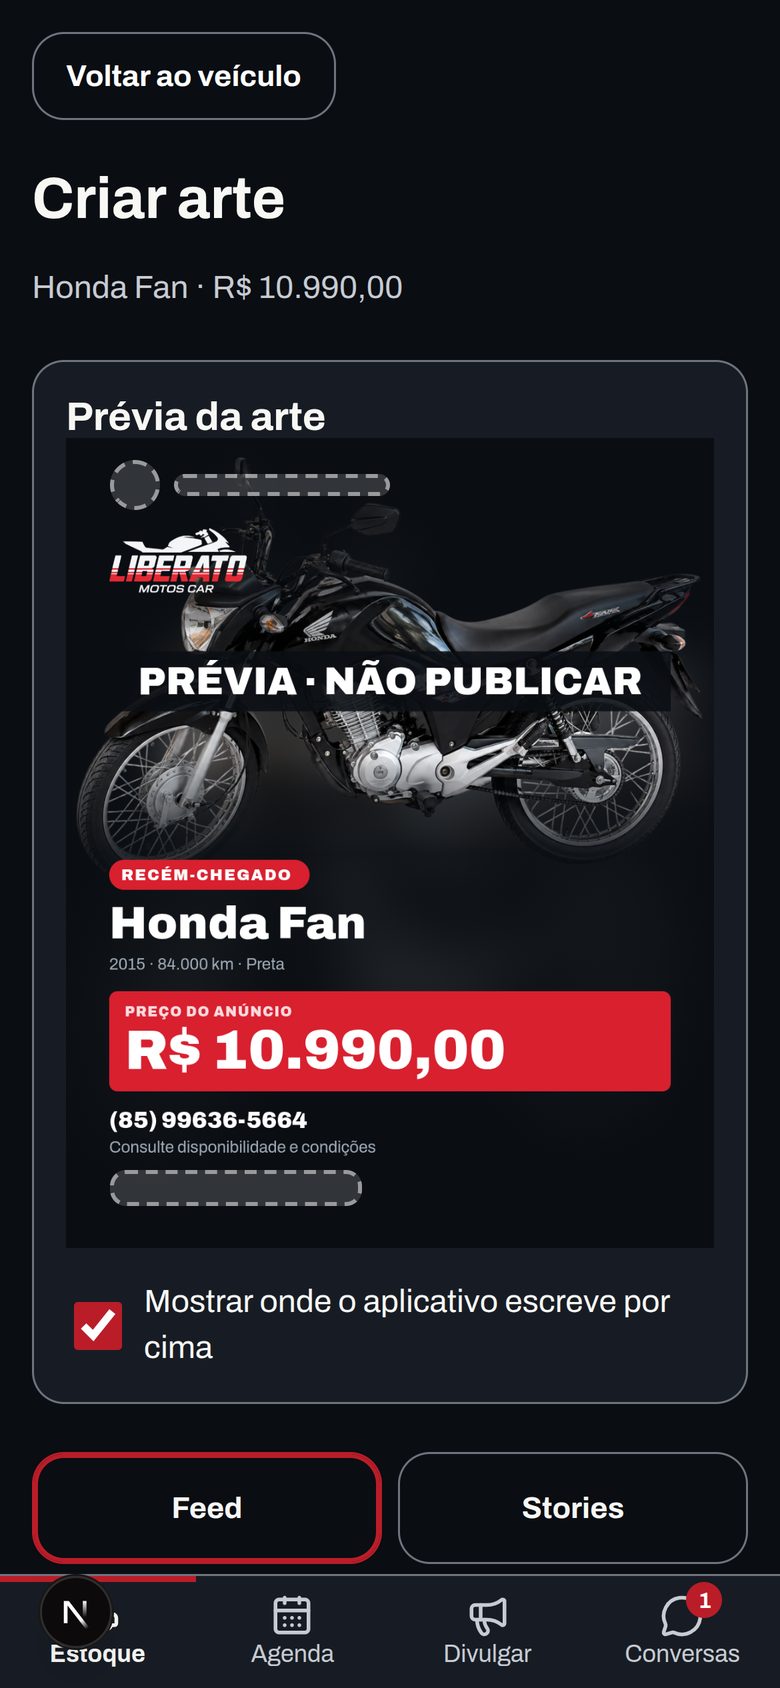 Voltar ao veículo
Criar arte
Honda Fan · R$ 10.990,00
Prévia da arte
LIBERATO
MOTOS CAR
HONDA
PRÉVIA · NÃO PUBLICAR
RECÉM-CHEGADO
Honda Fan
2015 · 84.000 km · Preta
PREÇO DO ANÚNCIO
R$ 10.990,00
(85) 99636-5664
Consulte disponibilidade e condições
Mostrar onde o aplicativo escreve por
cima
Feed
Stories
N
1
Estoque
Agenda
Divulgar
Conversas